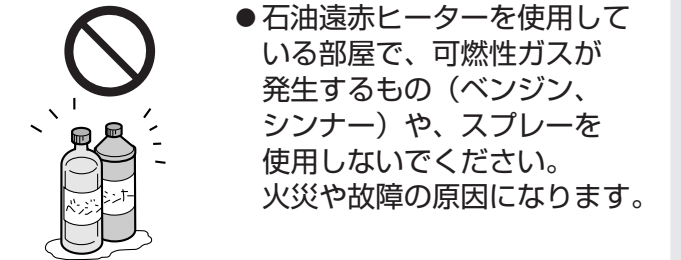 ●石油遠赤ヒーターを使用して
いる部屋で、可燃性ガスが
発生するもの（ベンジン、
シンナー）や、スプレーを
使用しないでください。
火災や故障の原因になります。
ベンジン
シンナー